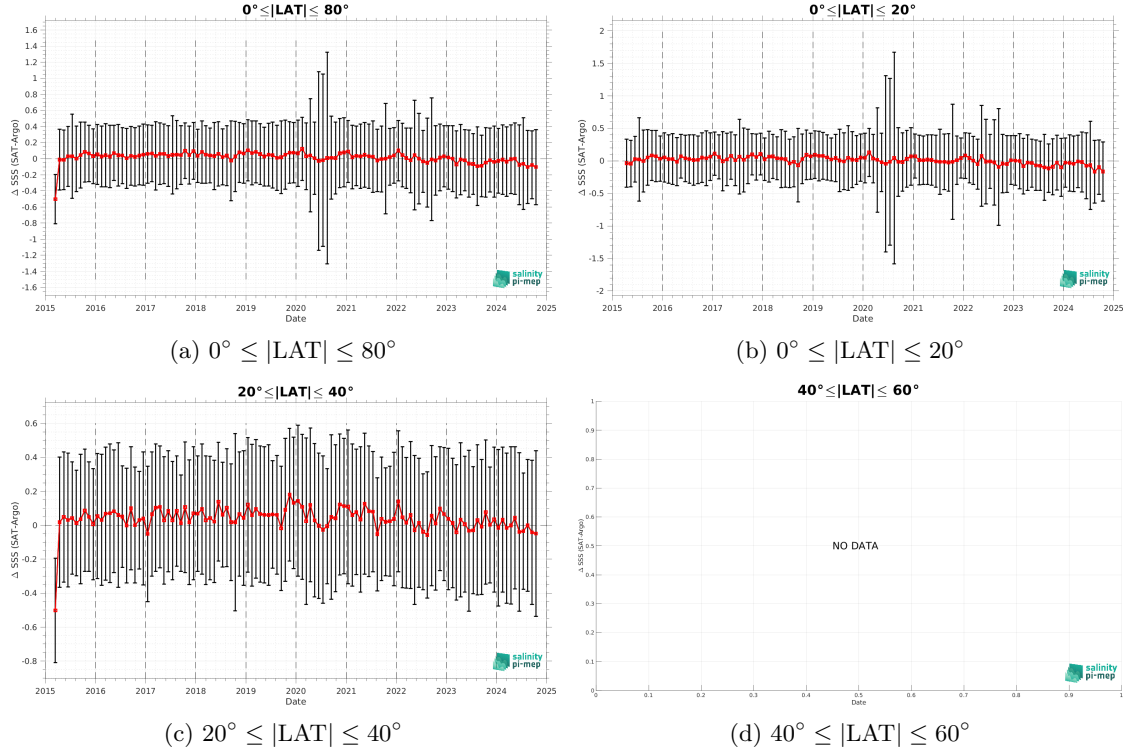 0°≤|LAT|≤ 80°
1.6
1.4
1.2
1
0.8
0.6
0.4
0.2
0
-0.2
-0.4
-0.6
-0.8
-1
-1.2
-1.4
-1.6
Δ SSS (SAT-Argo)
2015 2016 2017 2018 2019 2020 2021 2022 2023 2024 2025
Date
salinity
pi-mep
(a) 0° ≤ |LAT| ≤ 80°
0°≤|LAT|≤ 20°
2
1.5
1
0.5
0
-0.5
-1
-1.5
-2
Δ SSS (SAT-Argo)
2015 2016 2017 2018 2019 2020 2021 2022 2023 2024 2025
Date
salinity
pi-mep
(b) 0° ≤ |LAT| ≤ 20°
20°≤|LAT|≤ 40°
0.6
0.4
0.2
0
-0.2
-0.4
-0.6
-0.8
Δ SSS (SAT-Argo)
2015 2016 2017 2018 2019 2020 2021 2022 2023 2024 2025
Date
salinity
pi-mep
(c) 20° ≤ |LAT| ≤ 40°
40°≤|LAT|≤ 60°
1
0.9
0.8
0.7
0.6
0.5
0.4
0.3
0.2
0.1
0
Δ SSS (SAT-Argo)
NO DATA
0 0.1 0.2 0.3 0.4 0.5 0.6 0.7 0.8 0.9 1
Date
salinity
pi-mep
(d) 40° ≤ |LAT| ≤ 60°